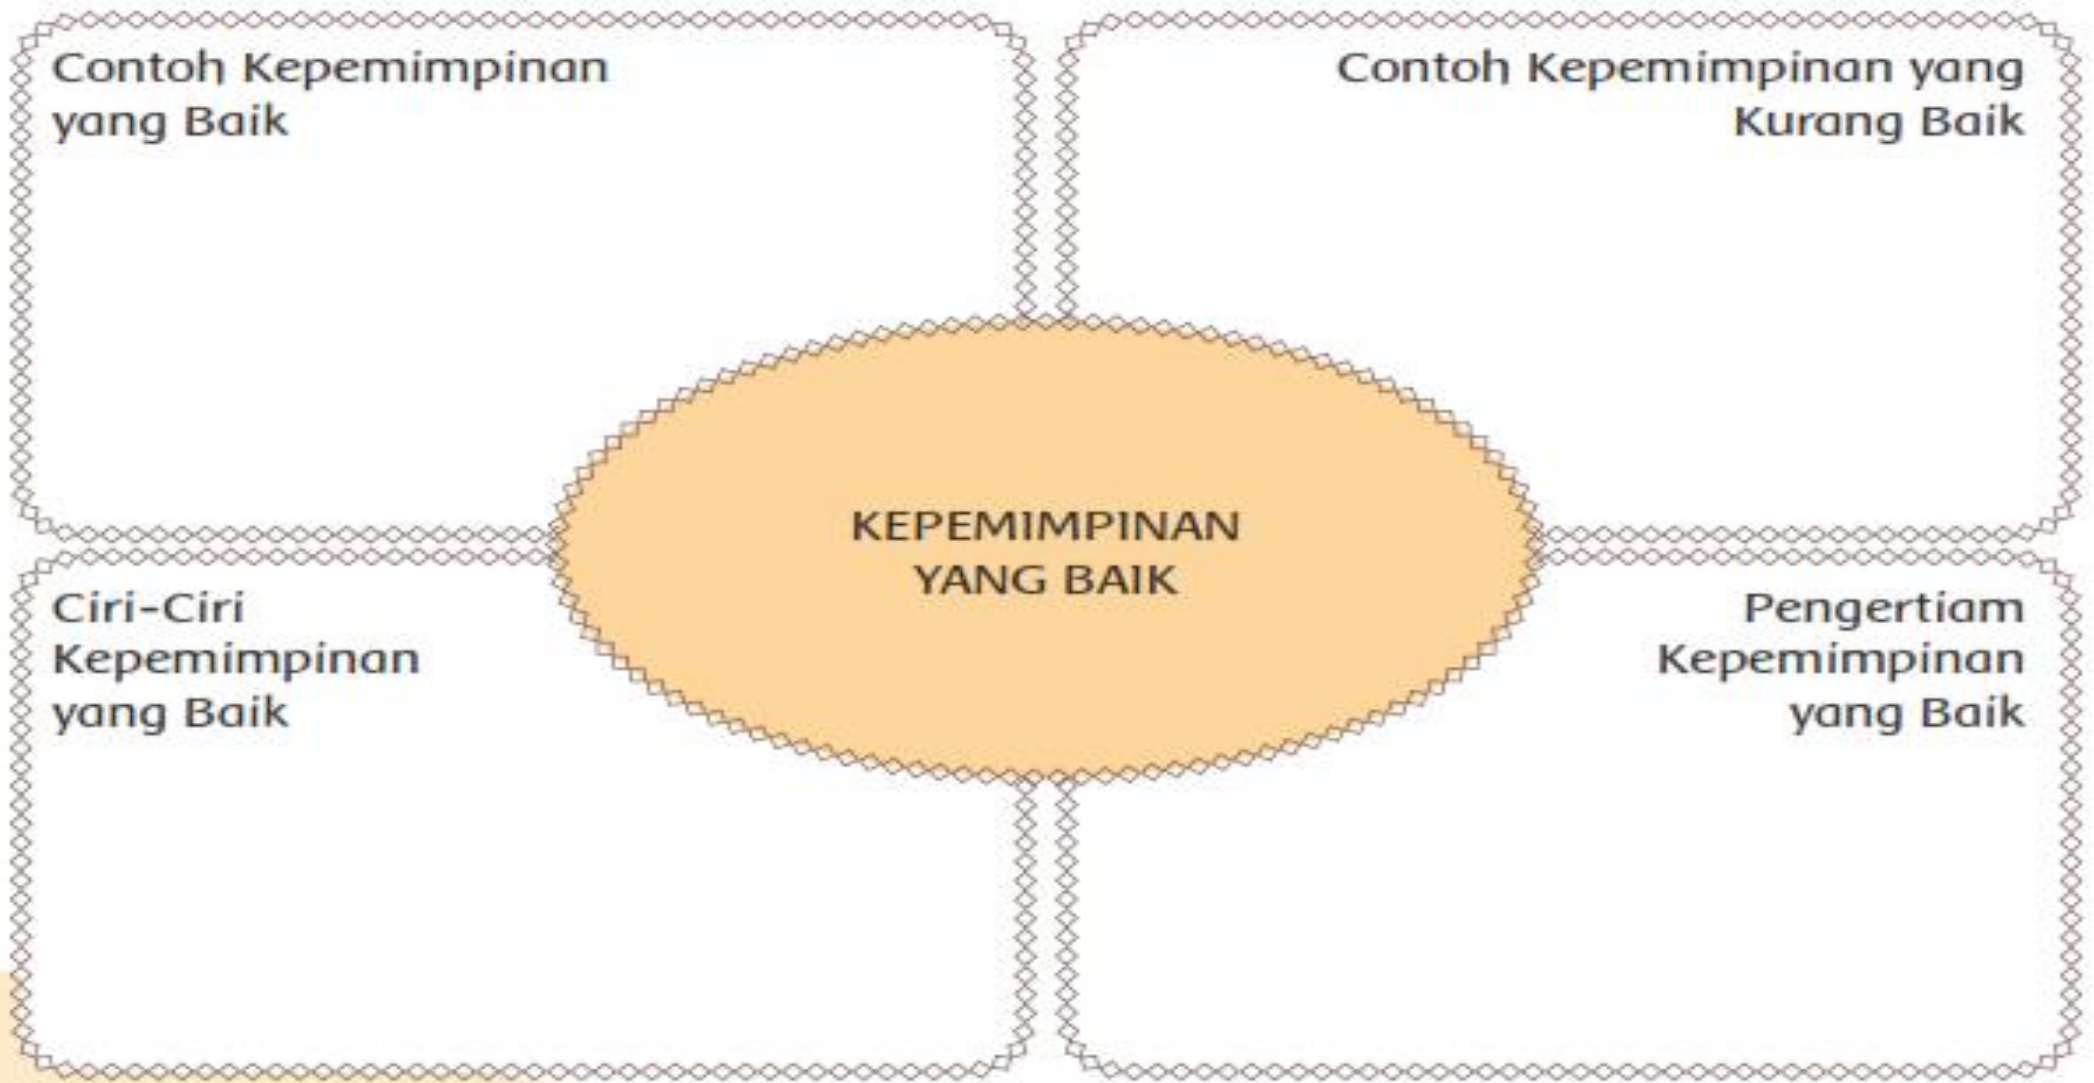 Contoh Kepemimpinan
yang Baik
Contoh Kepemimpinan yang
Kurang Baik
KEPEMIMPINAN
YANG BAIK
Ciri-Ciri
Kepemimpinan
yang Baik
Pengertiam
Kepemimpinan
yang Baik